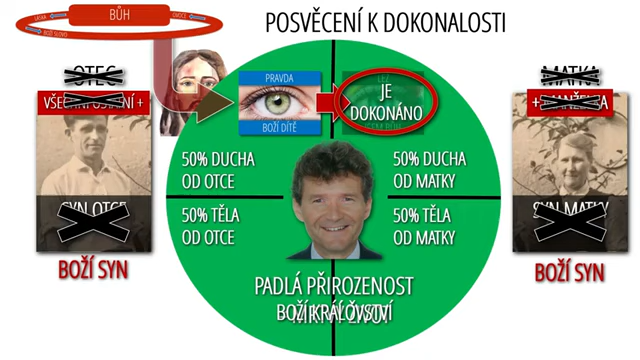 POSVĚCENÍ K DOKONALOSTI
BŮH
LÁSKA
OVOCE
BOŽÍ SLOVO
OTEC
MATKA
SYN OTCE
BOŽÍ SYN
PRAVDA
BOŽÍ DÍTĚ
LEŽ
JE
DOKONÁNO
50% DUCHA
OD OTCE
50% DUCHA
OD MATKY
50% TĚLA
OD OTCE
50% TĚLA
OD MATKY
SYN MATKY
BOŽÍ SYN
PADLÁ PŘIROZENOST
BOŽÍ KRÁLOVSTVÍ